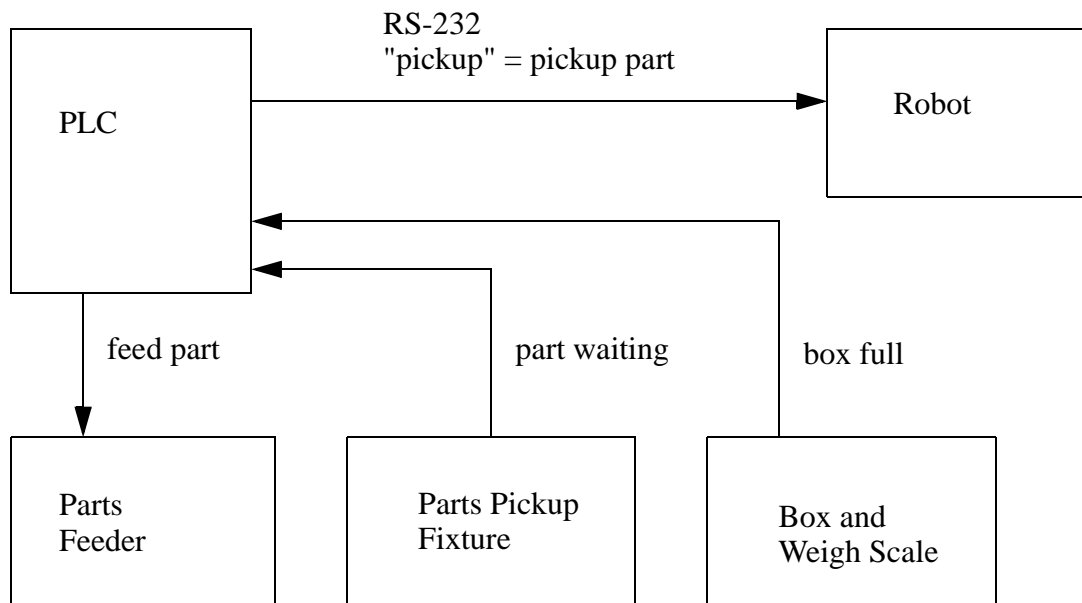 RS-232
"pickup" = pickup part
PLC
Robot
feed part
part waiting
box full
Parts
Feeder
Parts Pickup
Fixture
Box and
Weigh Scale